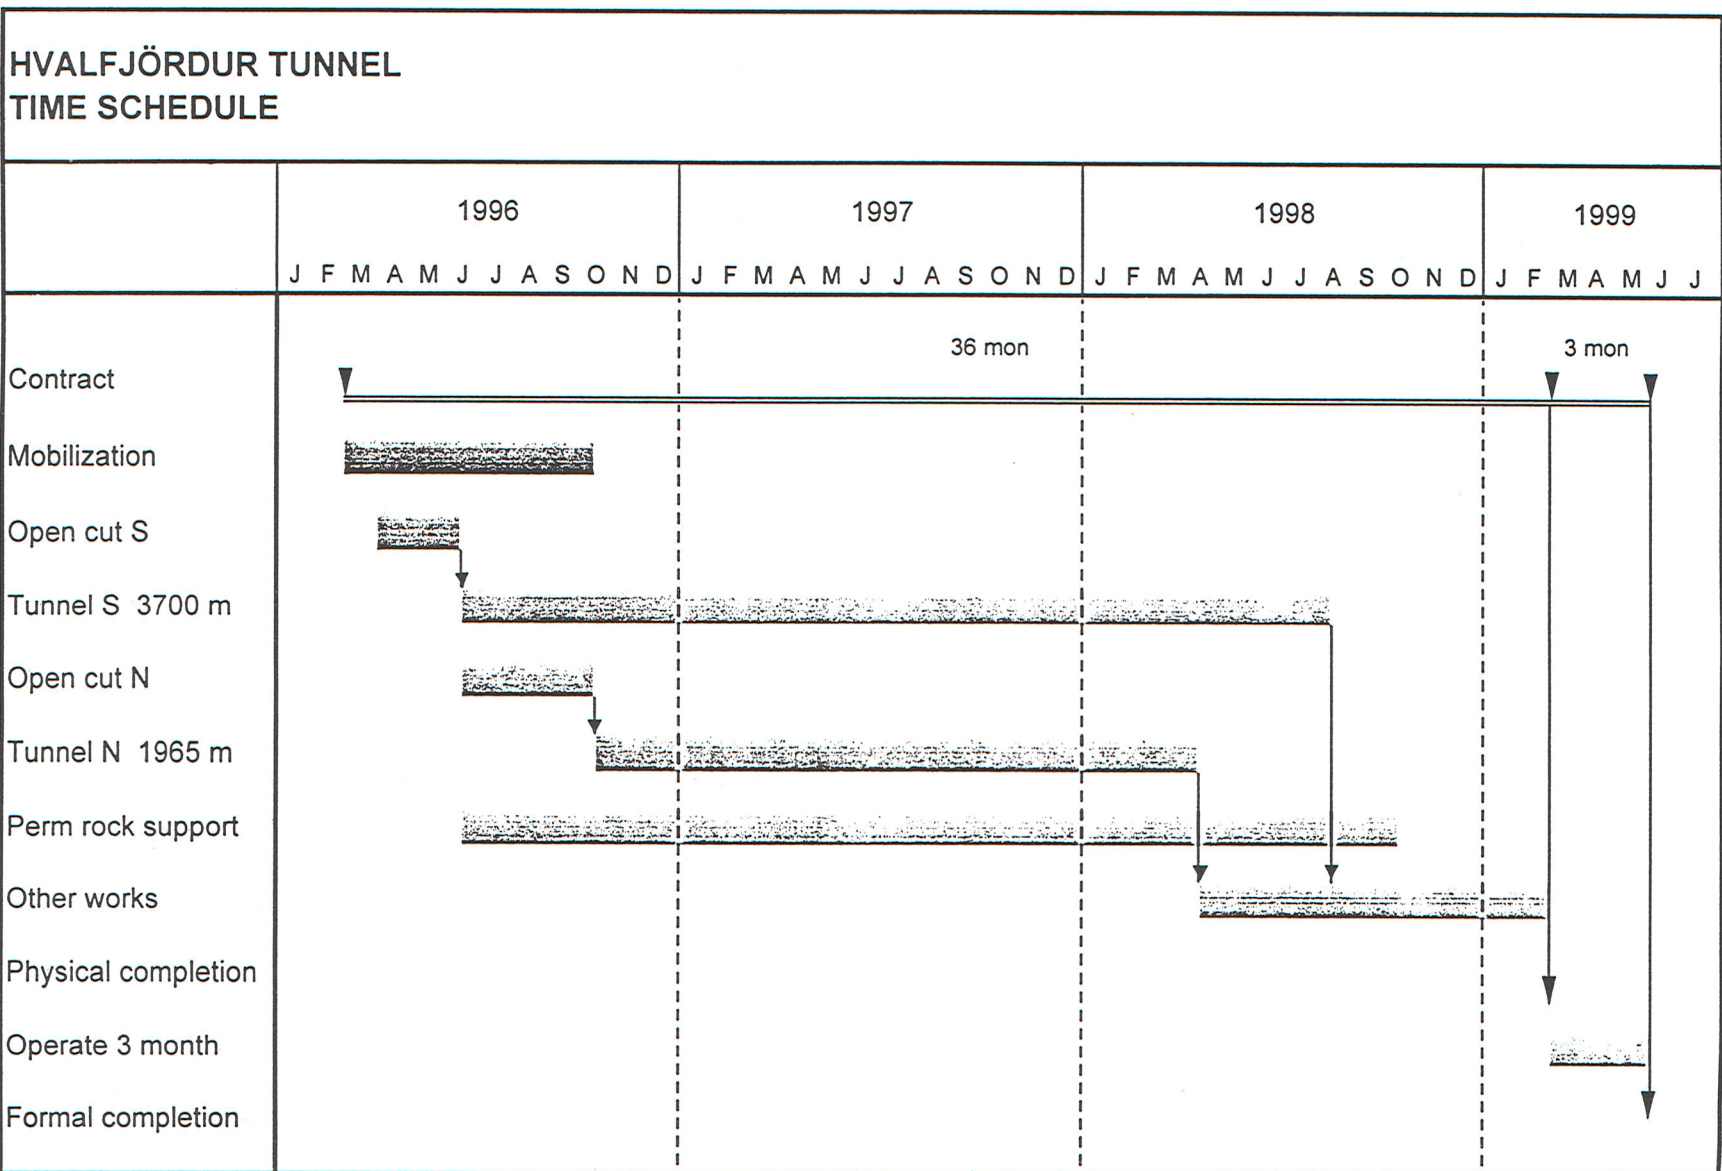 HVALFJÖRDUR TUNNEL
TIME SCHEDULE
1996 1997 1998 1999
J F M A M J J A S O N D J F M A M J J A S O N D J F M A M J J A S O N D J F M A M J J
36 mon 3 mon
Contract
Mobilization
Open cut S
Tunnel S 3700 m
Open cut N
Tunnel N 1965 m
Perm rock support
Other works
Physical completion
Operate 3 month
Formal completion